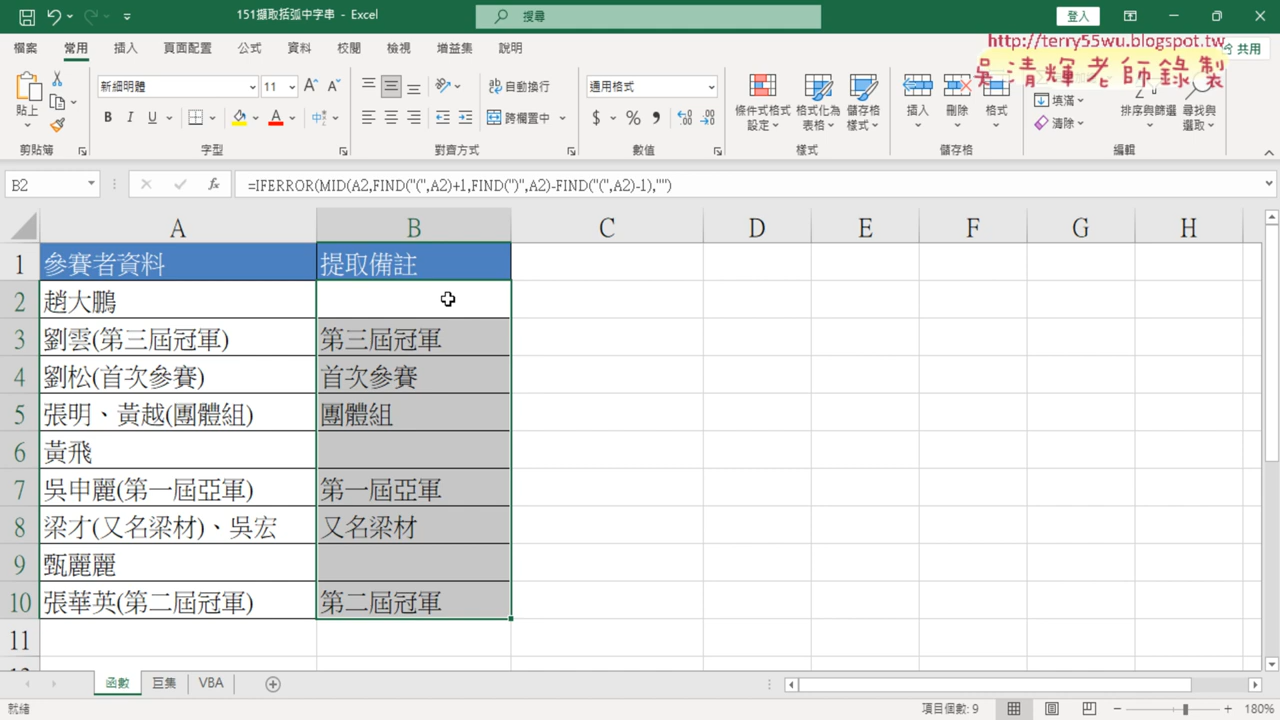 151擷取括弧中字串 - Excel
搜尋
登入
檔案 常用 插入 頁面配置 公式 資料 校閱 檢視 增益集 說明
共用
http://terry55wu.blogspot.tw
吳清輝老師錄製
貼上
剪貼簿
新細明體 11
B I U A
字型
自動換行
跨欄置中
對齊方式
通用格式
$ %
數值
條件式格式設定
格式化為表格
儲存格樣式
樣式
插入 刪除 格式
儲存格
填滿
清除
排序與篩選
尋找與選取
編輯
B2
fx
=IFERROR(MID(A2,FIND("(",A2)+1,FIND(")",A2)-FIND("(",A2)-1),"")
A B C D E F G H
1 參賽者資料 提取備註
2 趙大鵬
3 劉雲(第三屆冠軍) 第三屆冠軍
4 劉松(首次參賽) 首次參賽
5 張明、黃越(團體組) 團體組
6 黃飛
7 吳申麗(第一屆亞軍) 第一屆亞軍
8 梁才(又名梁材)、吳宏 又名梁材
9 甄麗麗
10 張華英(第二屆冠軍) 第二屆冠軍
11
函數 巨集 VBA
就緒
項目個數: 9
180%